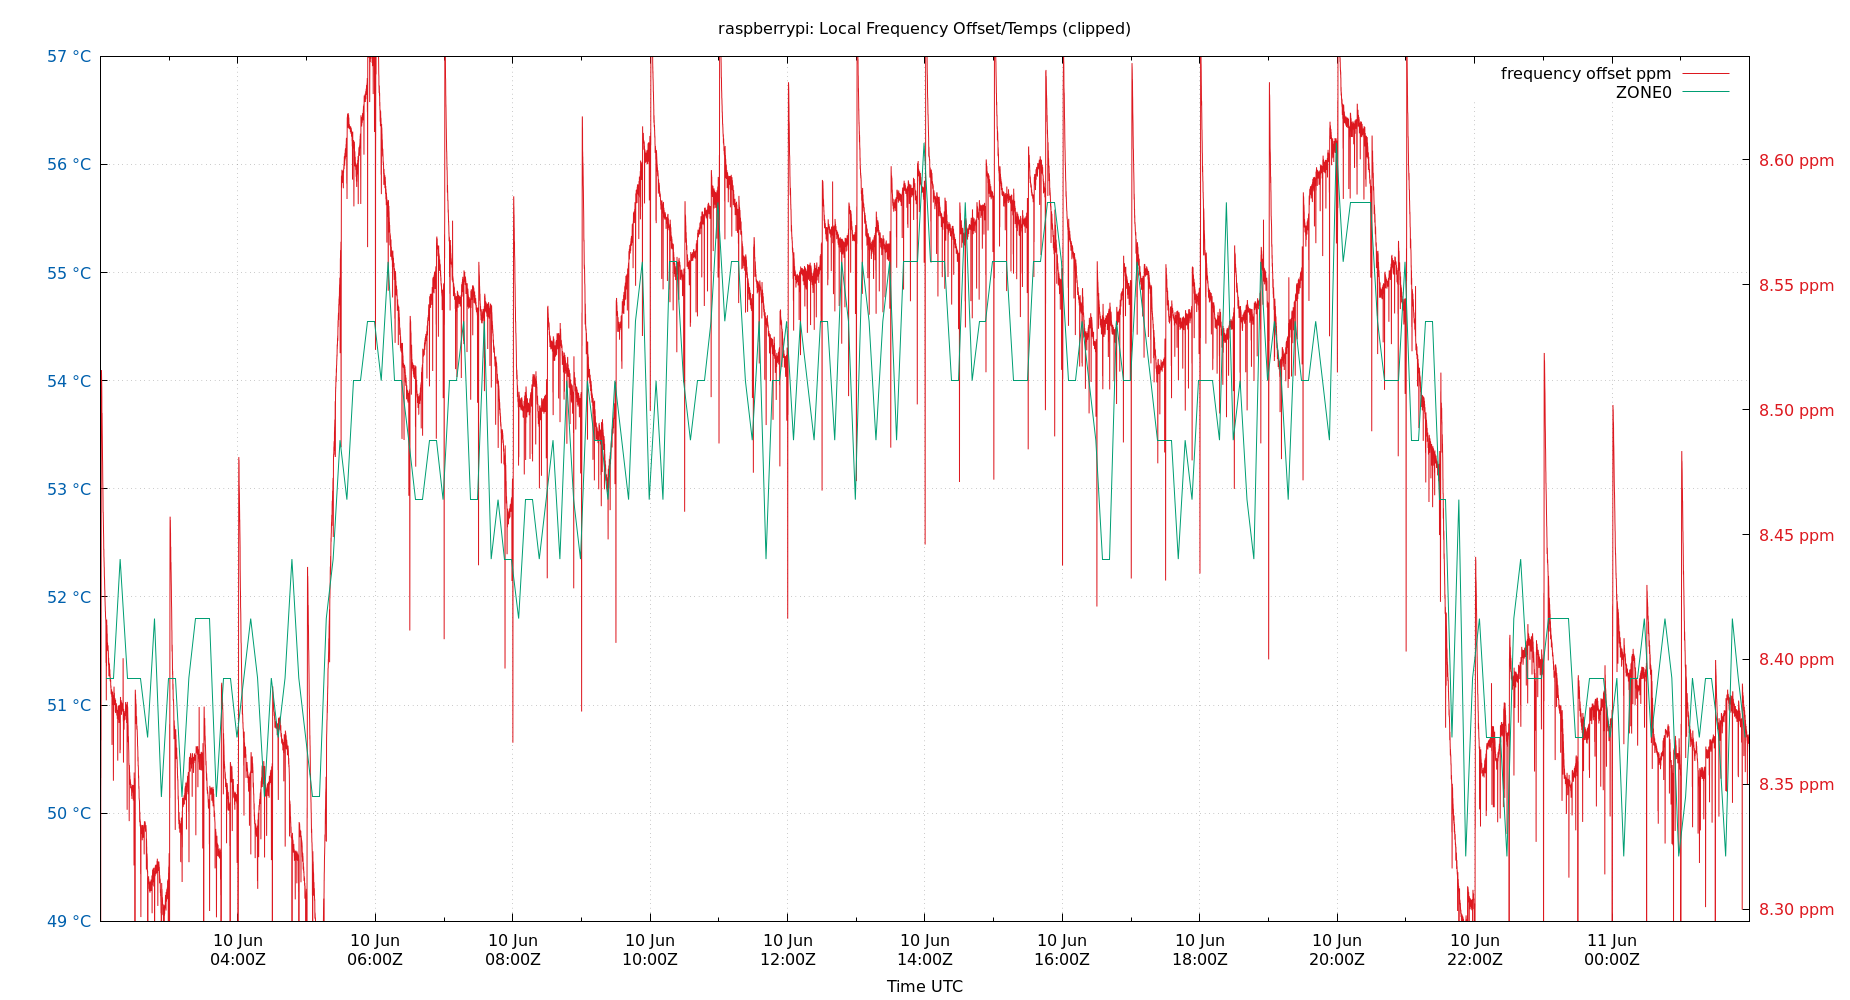 raspberrypi: Local Frequency Offset/Temps (clipped)
frequency offset ppm
ZONE0
57 °C
56 °C
55 °C
54 °C
53 °C
52 °C
51 °C
50 °C
49 °C
8.60 ppm
8.55 ppm
8.50 ppm
8.45 ppm
8.40 ppm
8.35 ppm
8.30 ppm
10 Jun 10 Jun 10 Jun 10 Jun 10 Jun 10 Jun 10 Jun 10 Jun 10 Jun 10 Jun 11 Jun
04:00Z 06:00Z 08:00Z 10:00Z 12:00Z 14:00Z 16:00Z 18:00Z 20:00Z 22:00Z 00:00Z
Time UTC